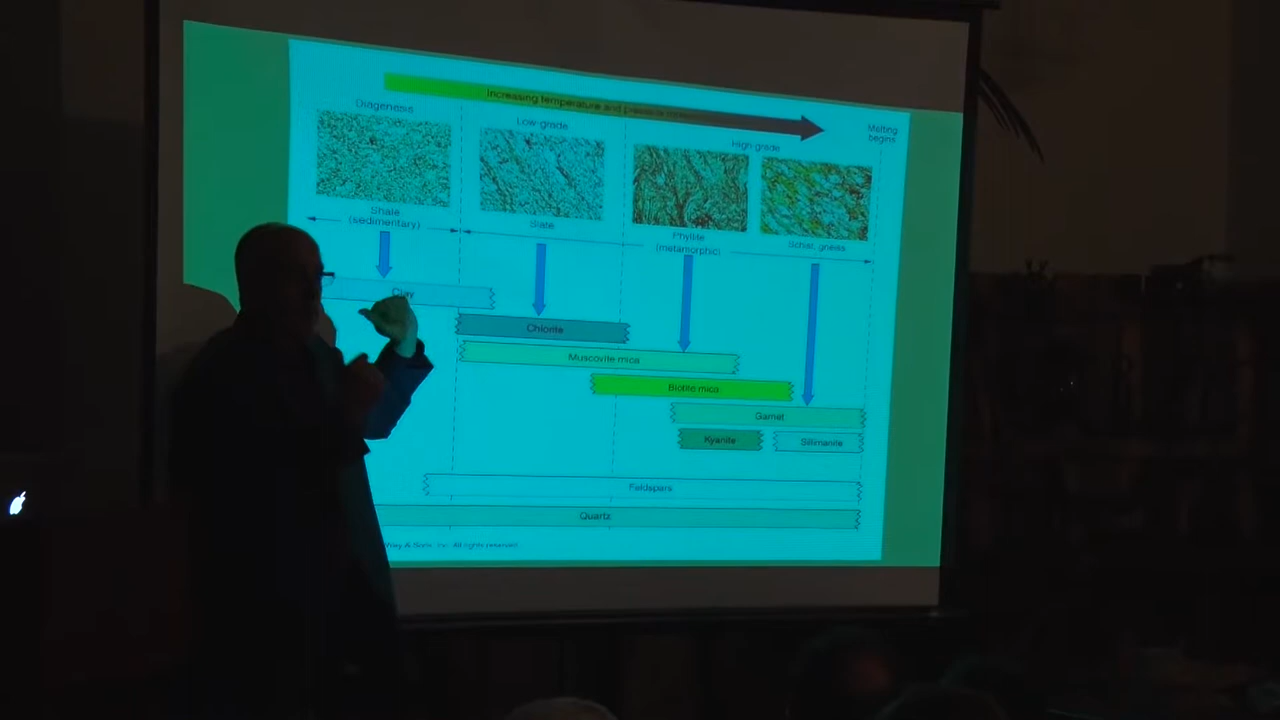 Increasing temperature and pressure
Diagenesis
Low-grade
High grade
Melting
begins
Shale
(sedimentary)
Slate
Phyllite
(metamorphic)
Schist, gneiss
Clay
Chlorite
Muscovite mica
Biotite mica
Garnet
Kyanite
Sillimanite
Feldspars
Quartz
& Sons, Inc. All rights reserved.